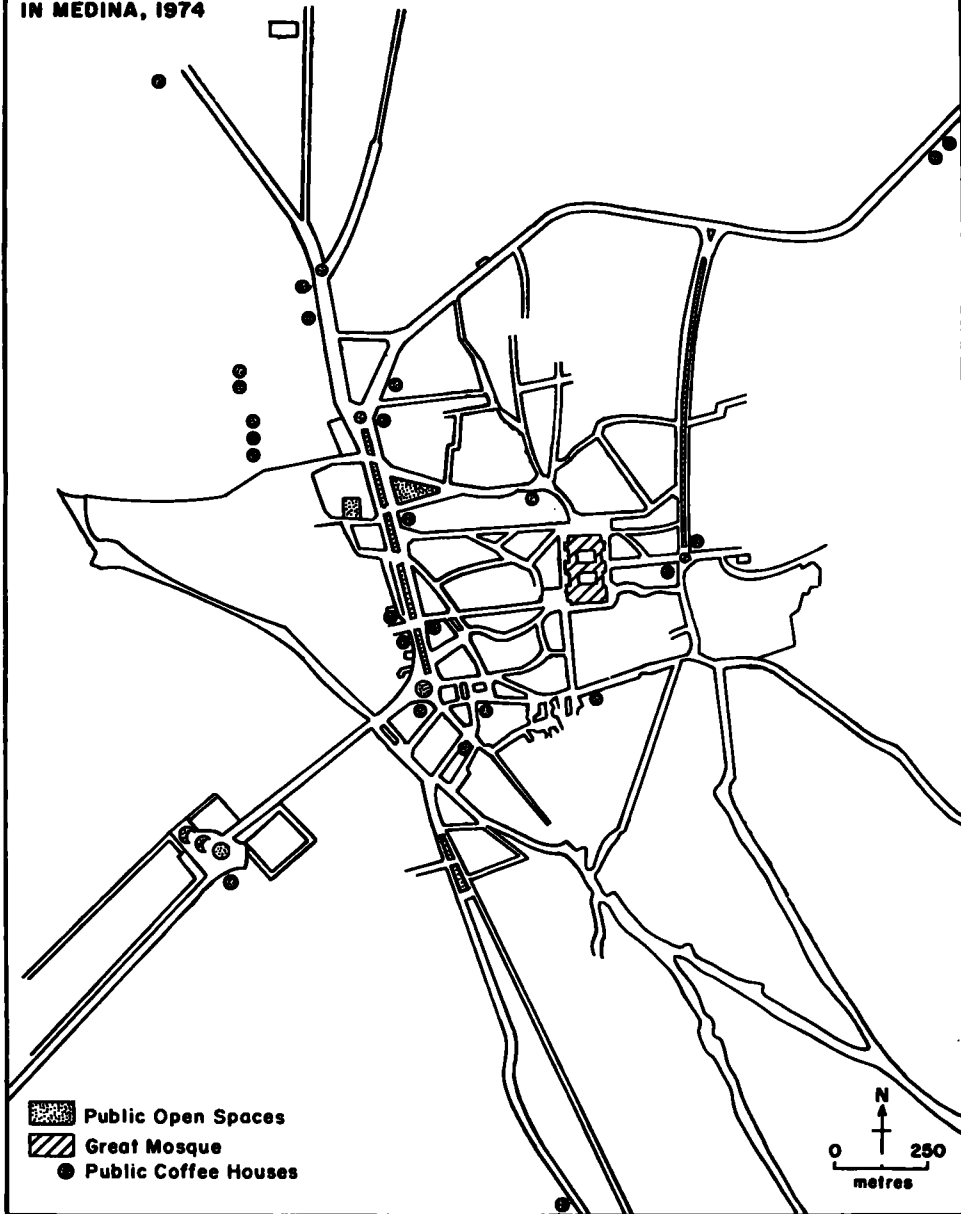 IN MEDINA, 1974
Public Open Spaces
Great Mosque
Public Coffee Houses
N
0 250
metres